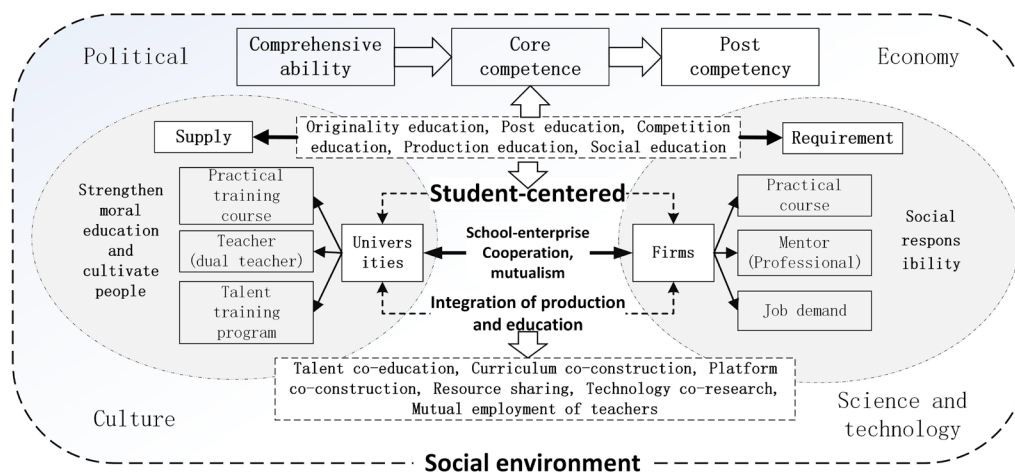 Political
Comprehensive
ability
Core
competence
Post
competency
Economy
Supply
Originality education, Post education, Competition
education, Production education, Social education
Requirement
Strengthen
moral
education
and
cultivate
people
Practical
training
course
Teacher
(dual teacher)
Talent
training
program
Univers
ities
Student-centered
School-enterprise
Cooperation,
mutualism
Integration of production
and education
Firms
Practical
course
Mentor
(Professional)
Job demand
Social
respons
ibility
Talent co-education, Curriculum co-construction, Platform
co-construction, Resource sharing, Technology co-research,
Mutual employment of teachers
Culture
Science and
technology
Social environment